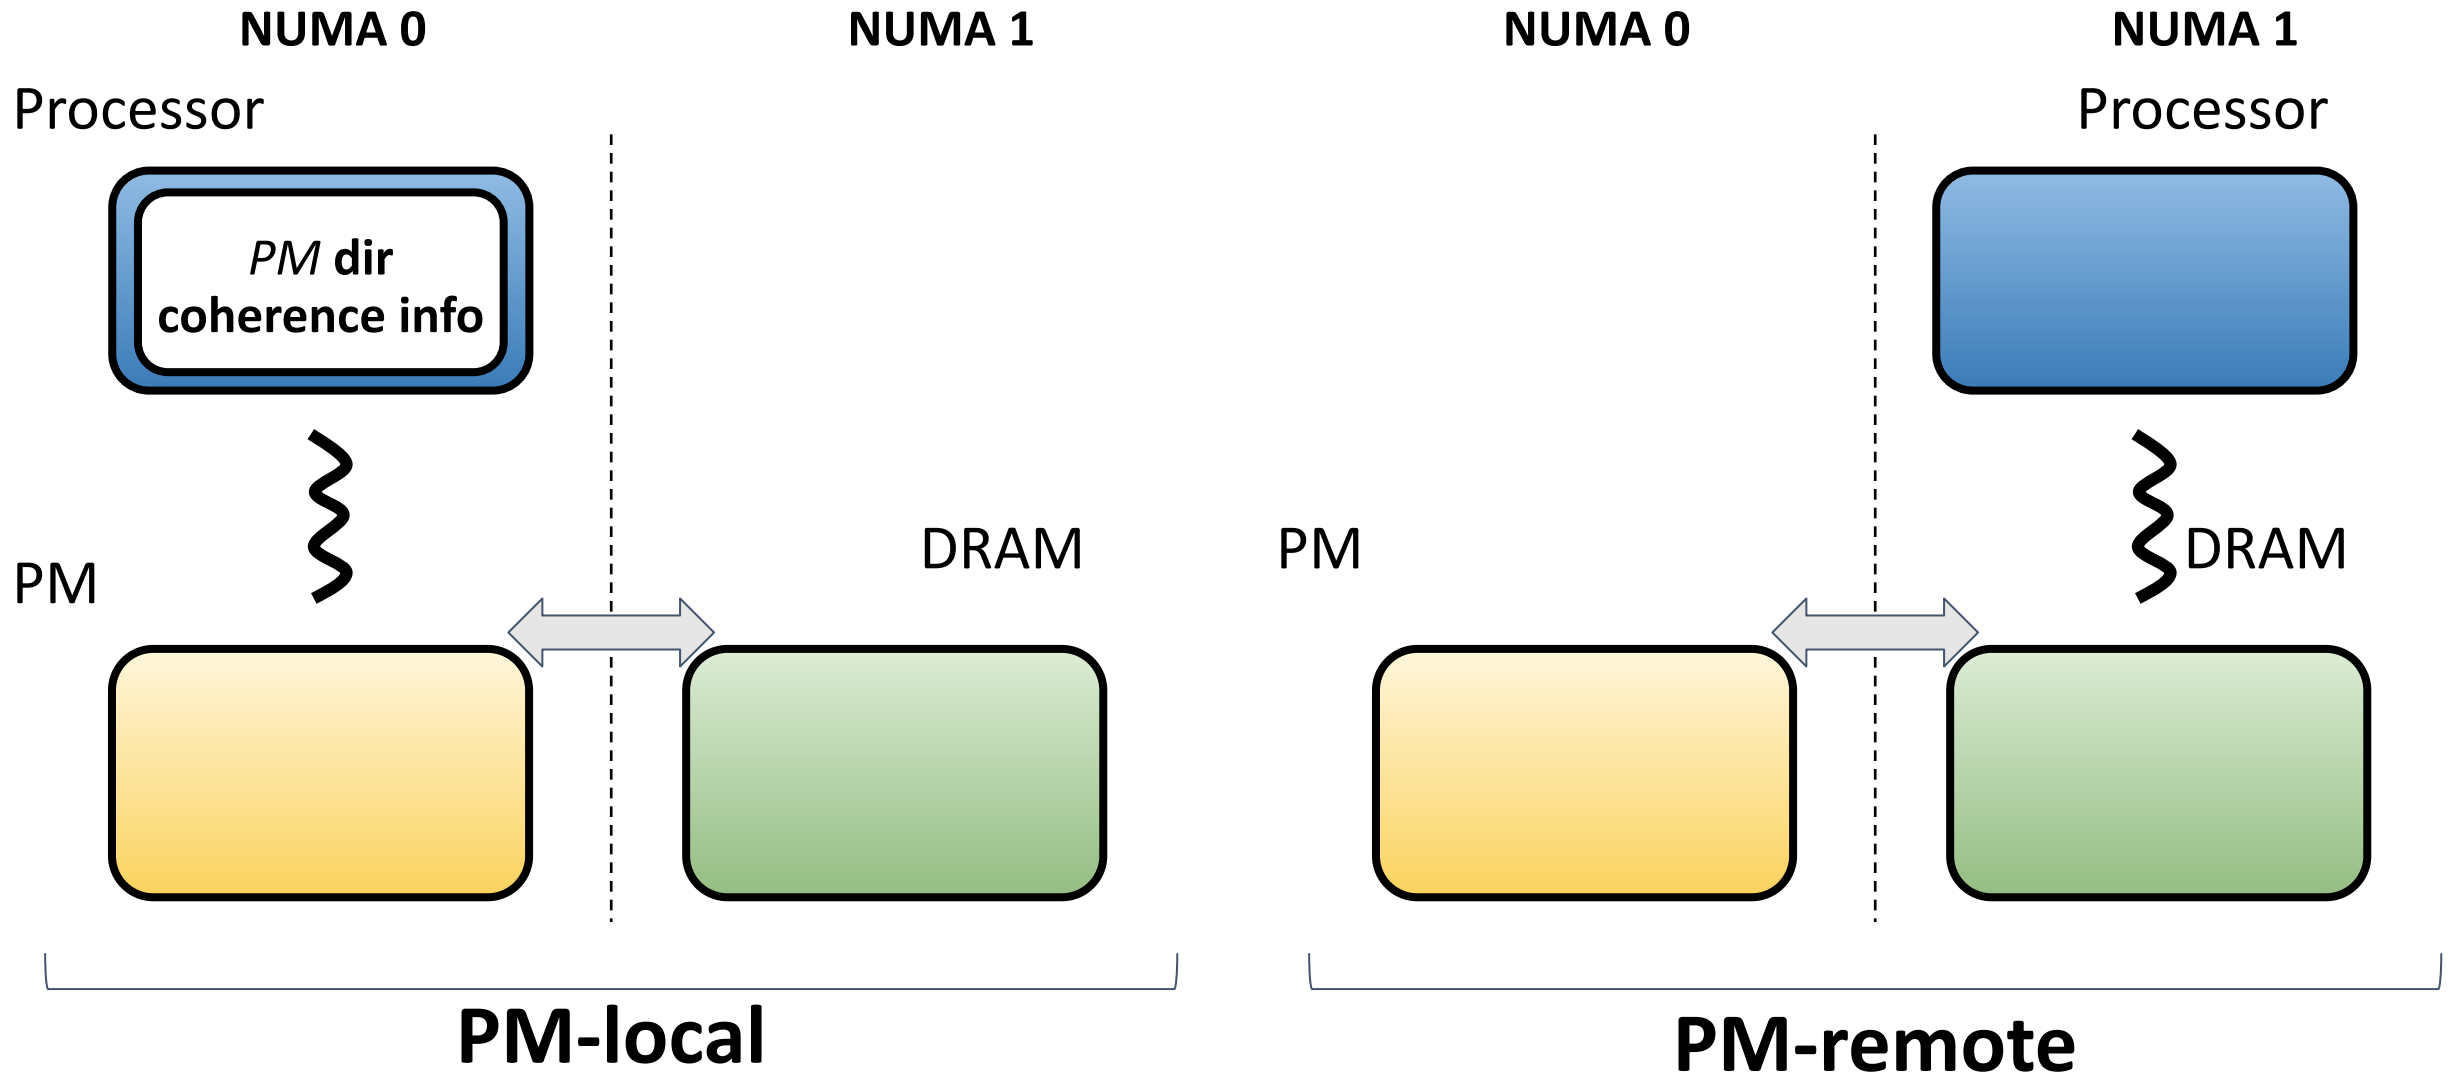 NUMA 0
NUMA 1
Processor
PM dir
coherence info
PM
DRAM
PM-local
NUMA 0
NUMA 1
Processor
PM
DRAM
PM-remote